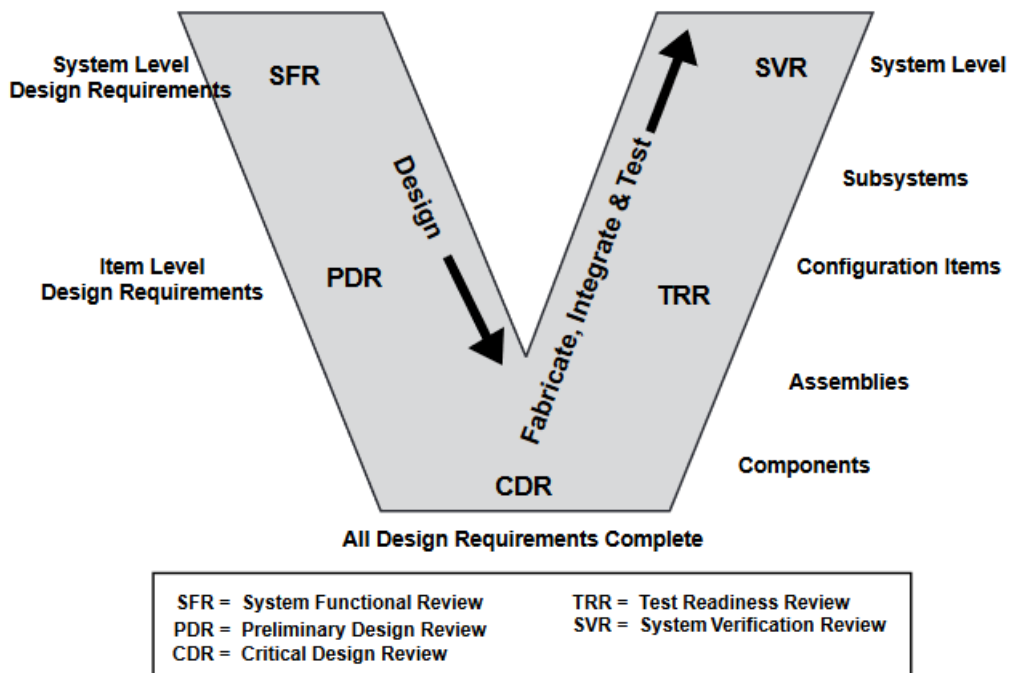 System Level
Design Requirements
SFR
SVR
System Level
Design
Fabricate, Integrate & Test
Subsystems
Item Level
Design Requirements
PDR
TRR
Configuration Items
Assemblies
Components
CDR
All Design Requirements Complete
SFR = System Functional Review
PDR = Preliminary Design Review
CDR = Critical Design Review
TRR = Test Readiness Review
SVR = System Verification Review